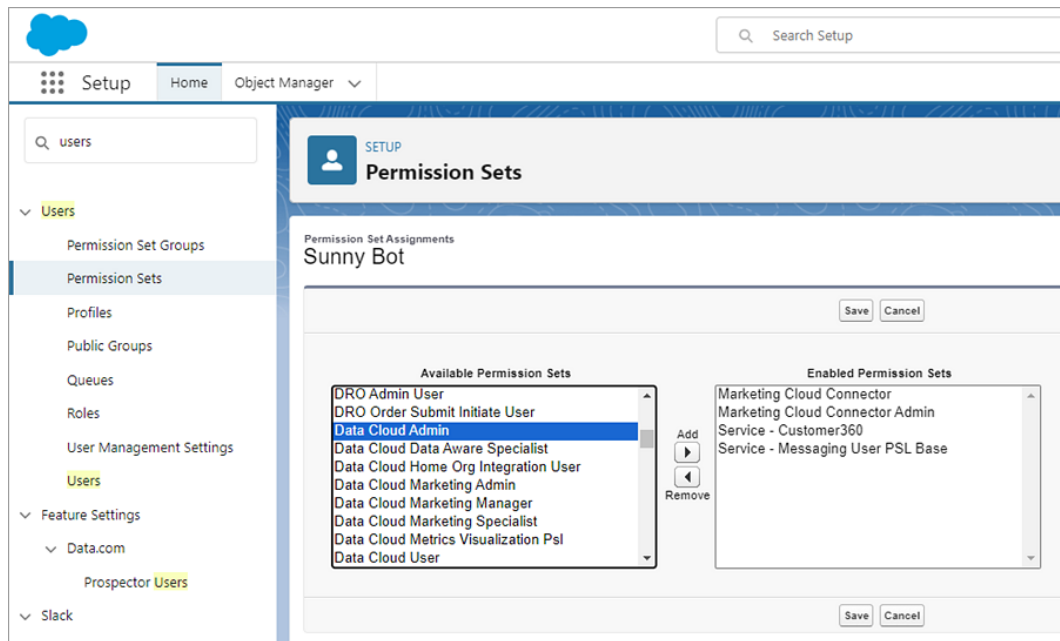 Search Setup
Setup
Home
Object Manager
users
SETUP
Permission Sets
Users
Permission Set Groups
Permission Sets
Profiles
Public Groups
Queues
Roles
User Management Settings
Users
Feature Settings
Data.com
Prospector Users
Slack
Permission Set Assignments
Sunny Bot
Save Cancel
Available Permission Sets
DRO Admin User
DRO Order Submit Initiate User
Data Cloud Admin
Data Cloud Data Aware Specialist
Data Cloud Home Org Integration User
Data Cloud Marketing Admin
Data Cloud Marketing Manager
Data Cloud Marketing Specialist
Data Cloud Metrics Visualization Psl
Data Cloud User
Add
Remove
Enabled Permission Sets
Marketing Cloud Connector
Marketing Cloud Connector Admin
Service - Customer360
Service - Messaging User PSL Base
Save Cancel